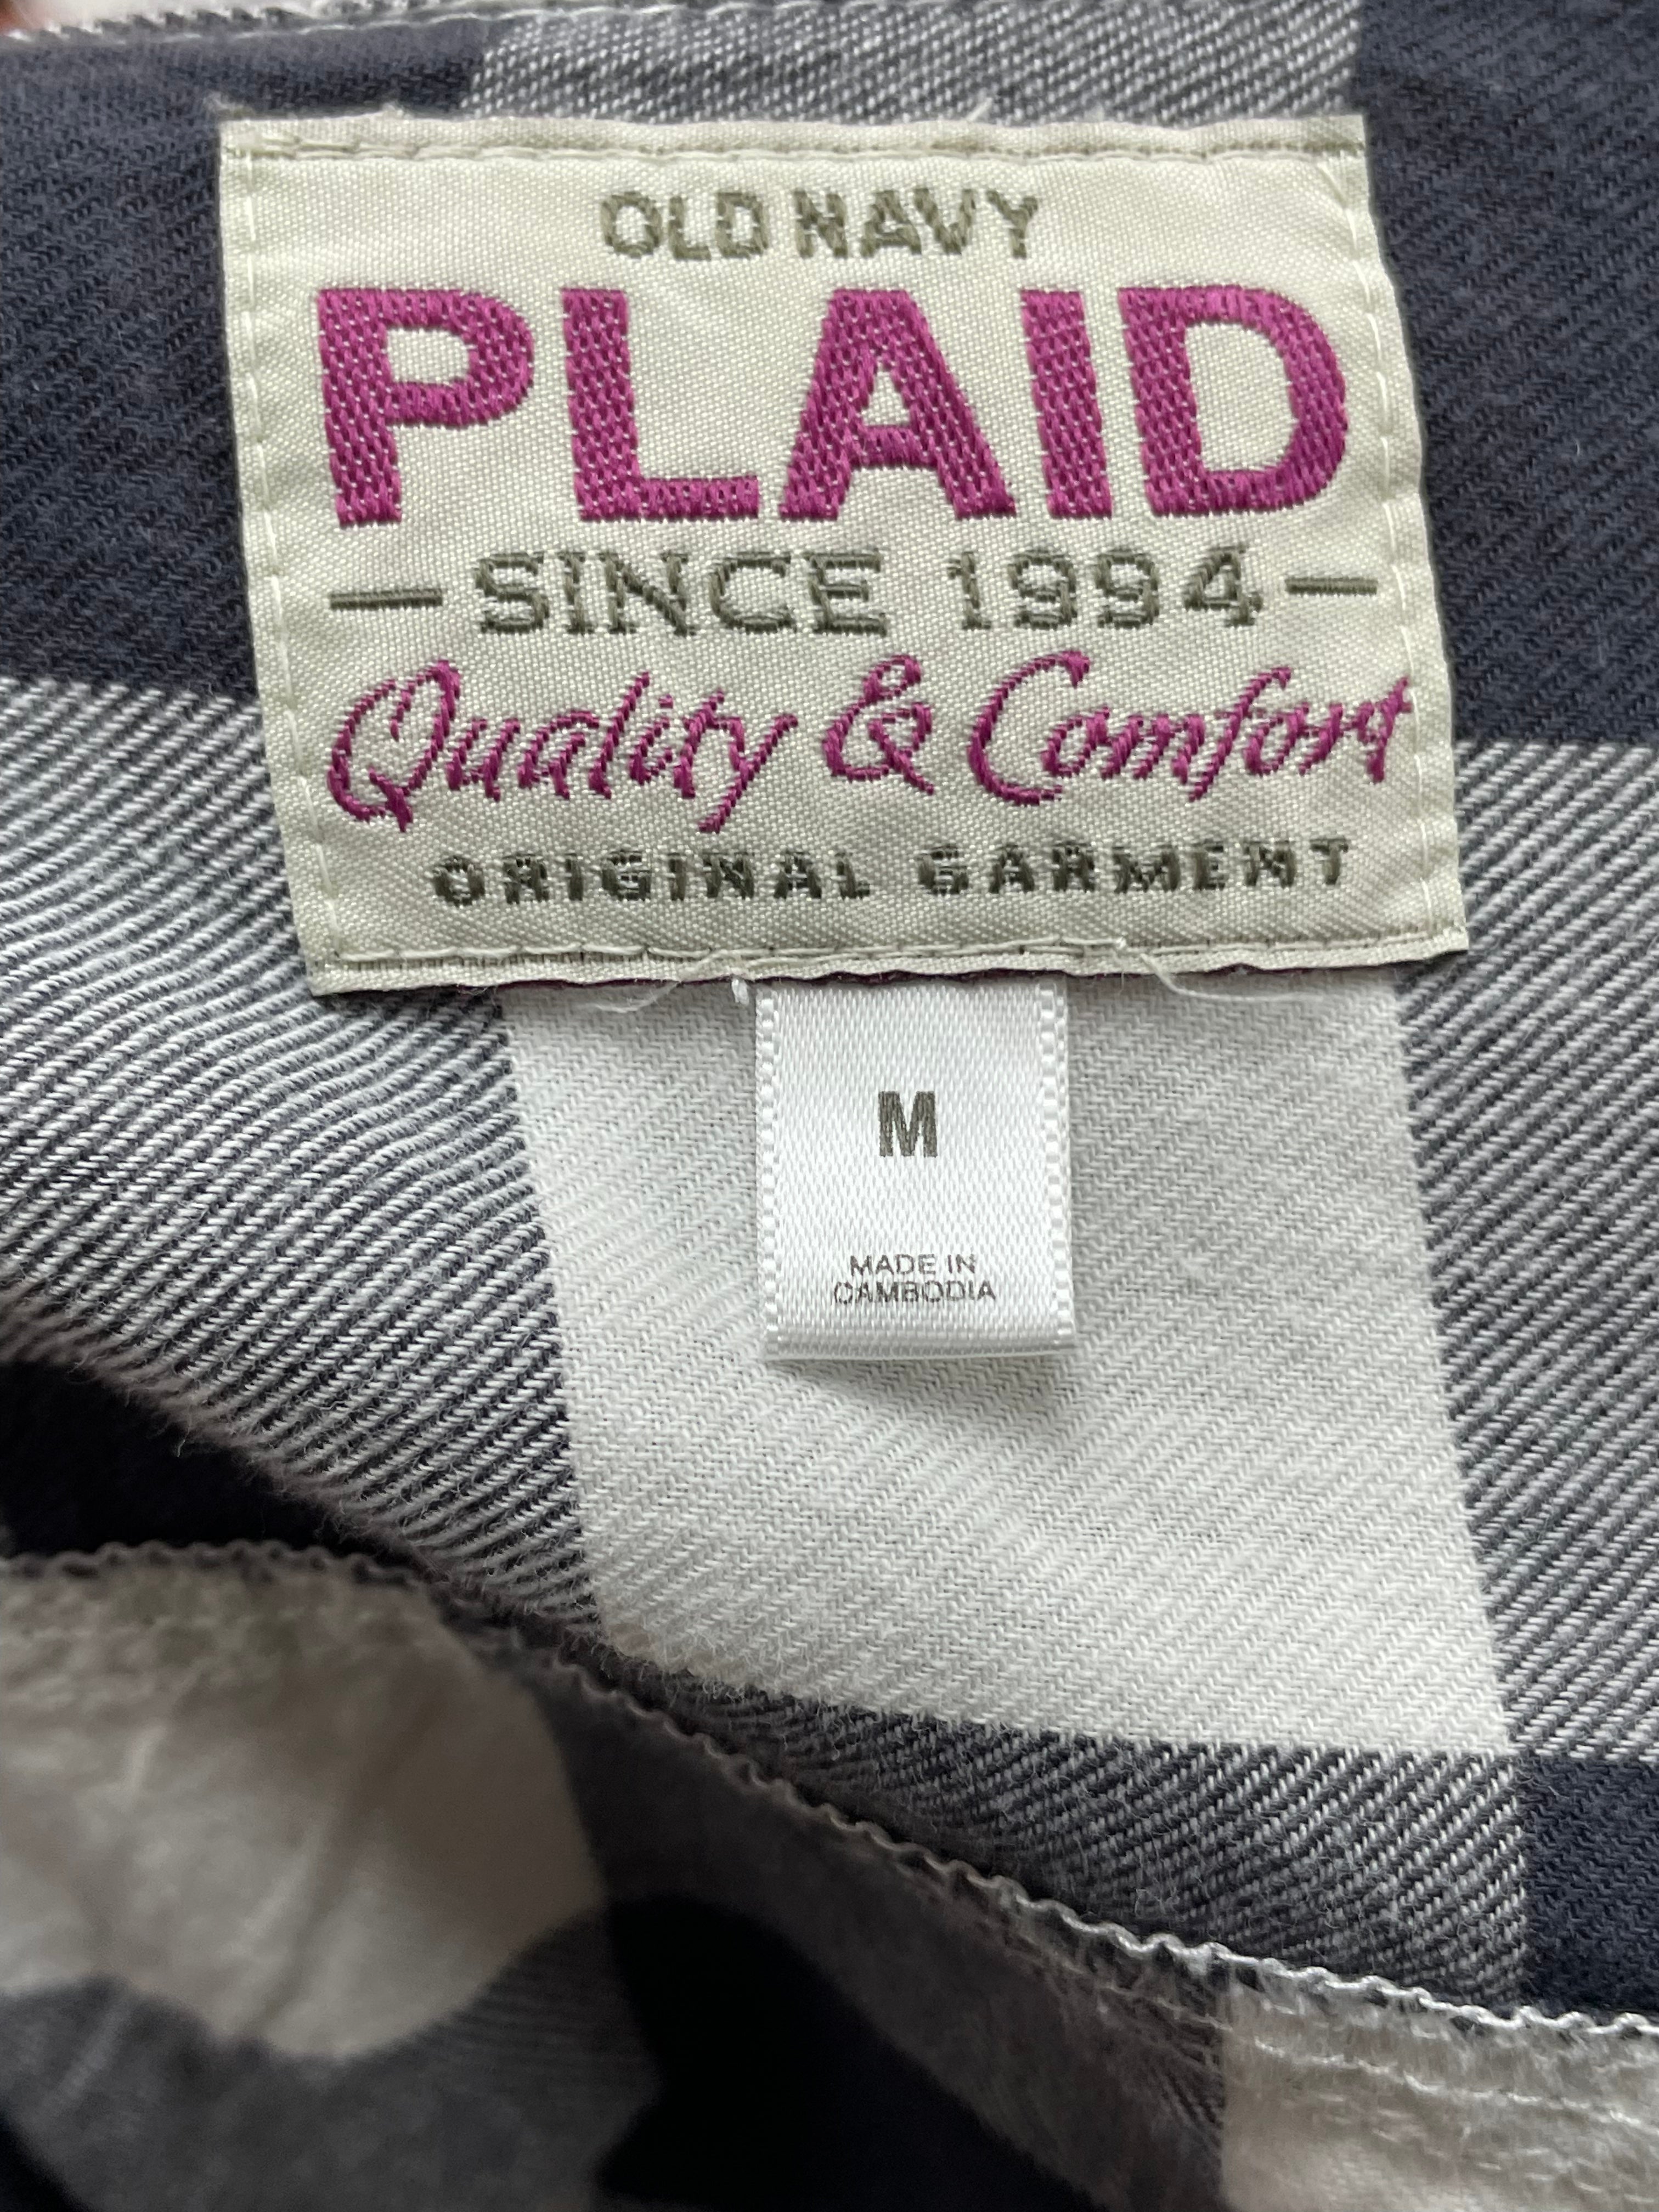 OLD NAVY
PLAID
— SINCE 1994 —
Quality & Comfort
ORIGINAL GARMENT
M
MADE IN
CAMBODIA